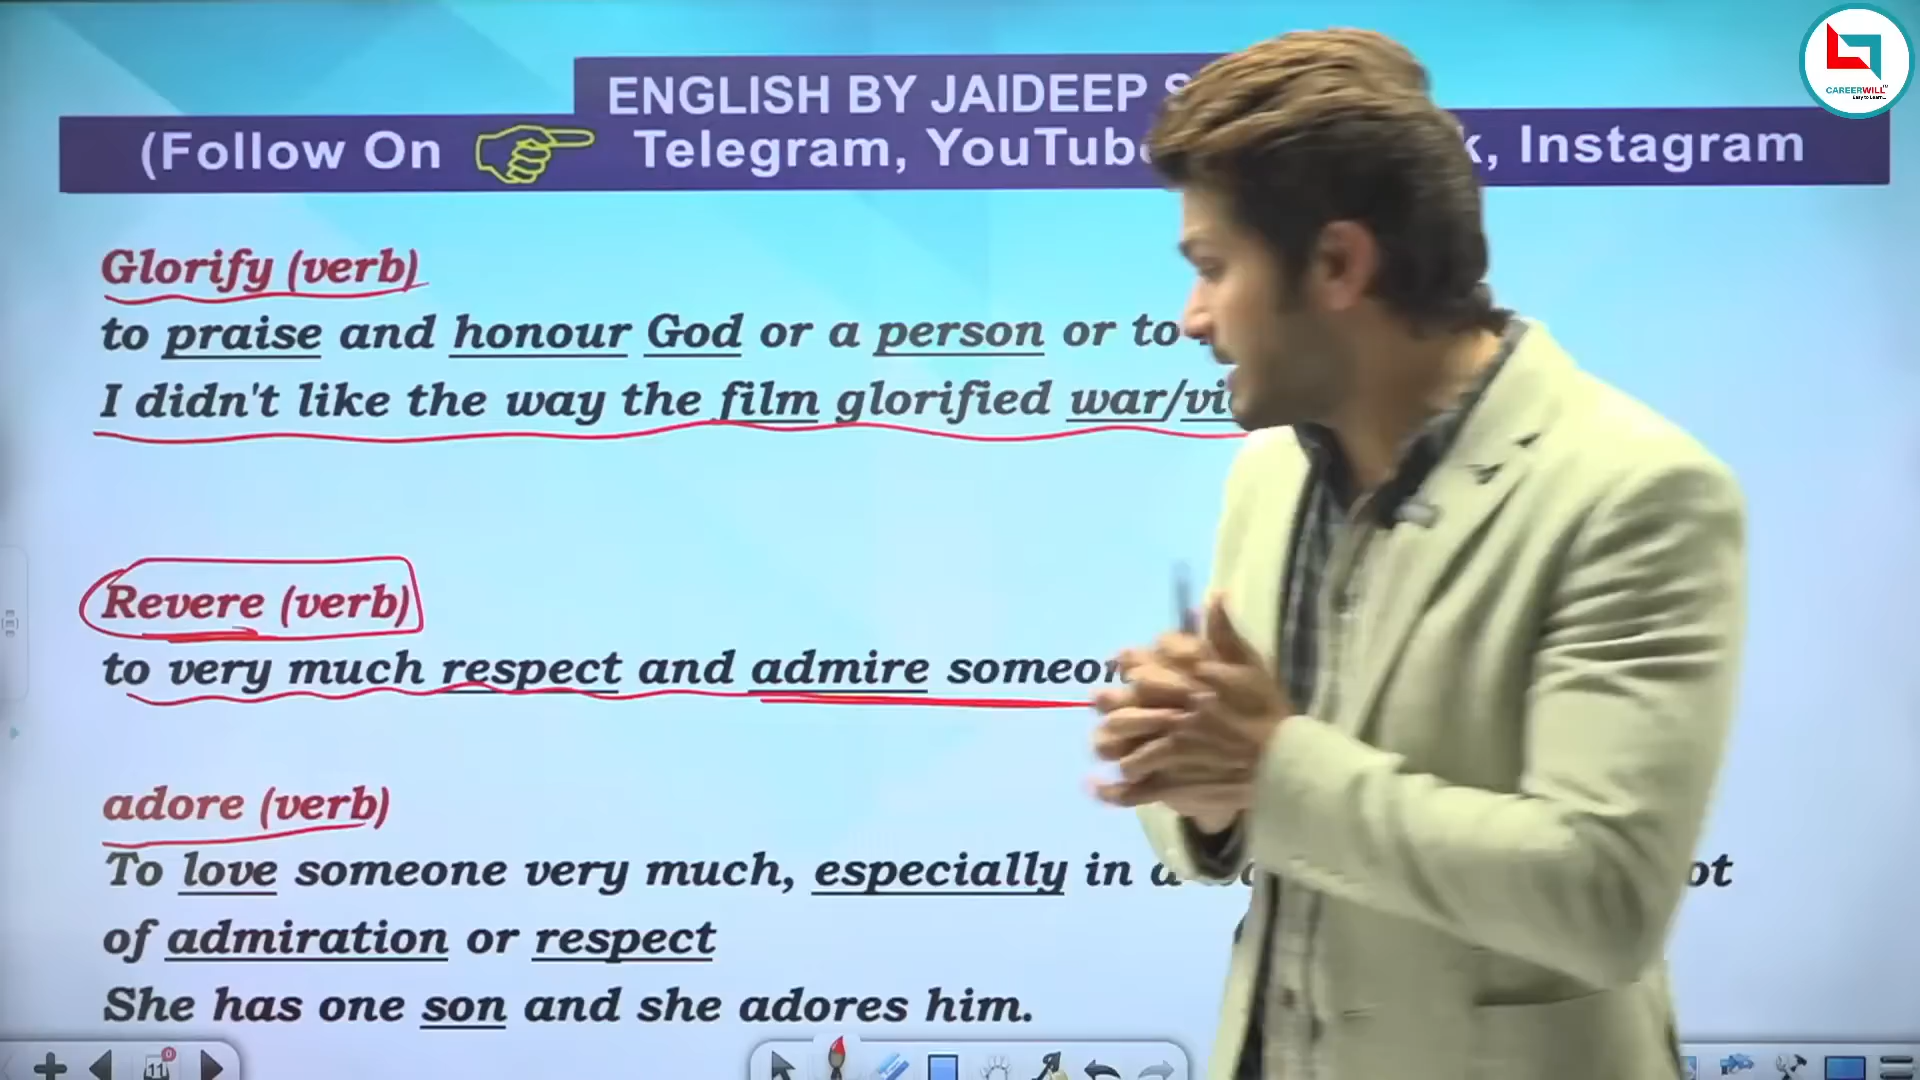 ENGLISH BY JAIDEEP
(Follow On Telegram, YouTube, Instagram
CAREERWILL
Glorify (verb)
to praise and honour God or a person or to
I didn't like the way the film glorified war/
Revere (verb)
to very much respect and admire
adore (verb)
To love someone very much, especially in
of admiration or respect
She has one son and she adores him.
11
0